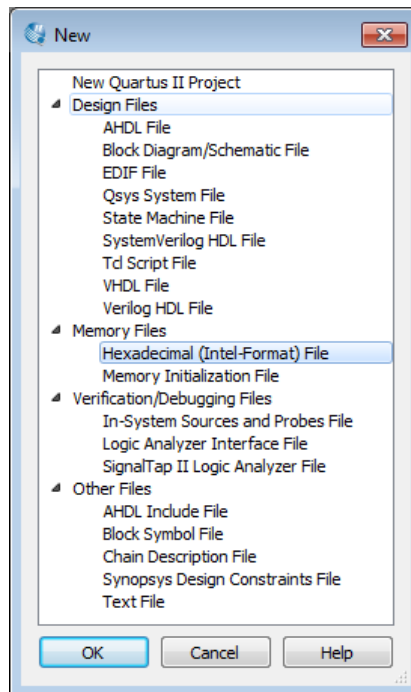 New
New Quartus II Project
Design Files
AHDL File
Block Diagram/Schematic File
EDIF File
Qsys System File
State Machine File
SystemVerilog HDL File
Tcl Script File
VHDL File
Verilog HDL File
Memory Files
Hexadecimal (Intel-Format) File
Memory Initialization File
Verification/Debugging Files
In-System Sources and Probes File
Logic Analyzer Interface File
SignalTap II Logic Analyzer File
Other Files
AHDL Include File
Block Symbol File
Chain Description File
Synopsys Design Constraints File
Text File
OK Cancel Help